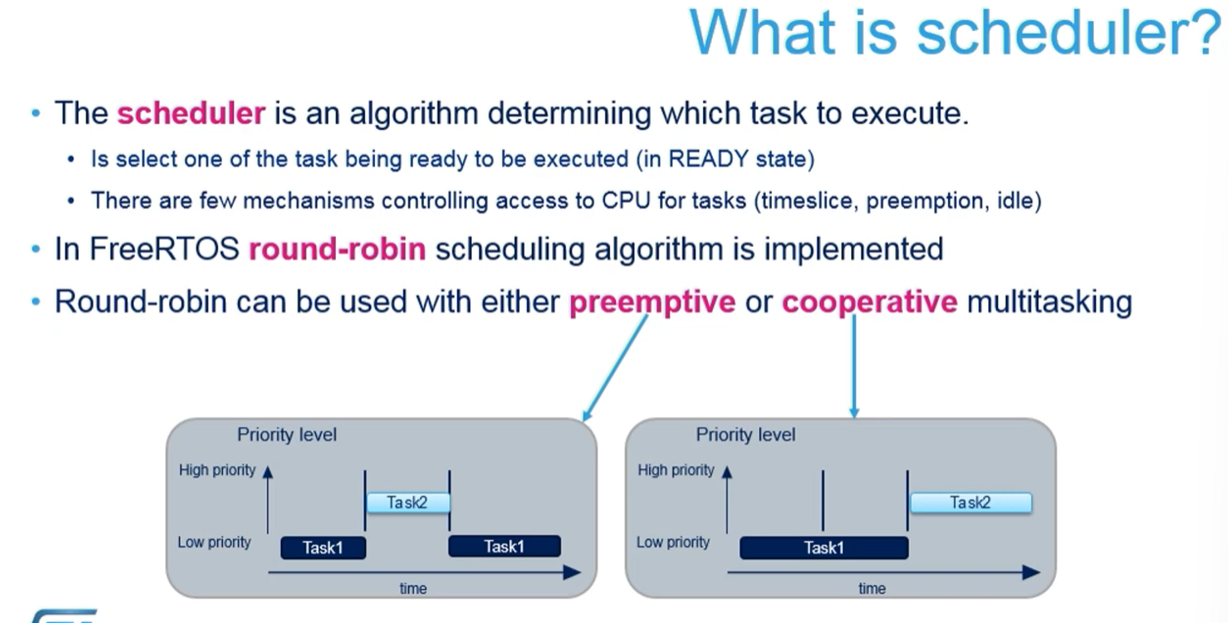 What is scheduler?
• The scheduler is an algorithm determining which task to execute.
• Is select one of the task being ready to be executed (in READY state)
• There are few mechanisms controlling access to CPU for tasks (timeslice, preemption, idle)
• In FreeRTOS round-robin scheduling algorithm is implemented
• Round-robin can be used with either preemptive or cooperative multitasking
Priority level
High priority
Task2
Low priority
Task1
Task1
time
Priority level
High priority
Task2
Low priority
Task1
time